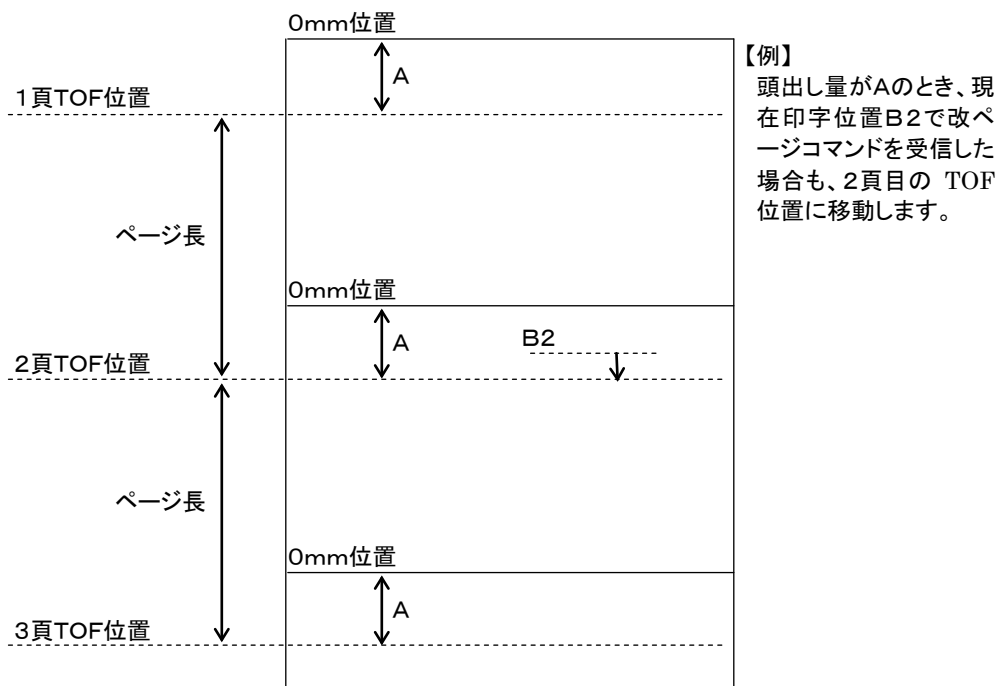 0mm位置
A
【例】
頭出し量がAのとき、現
在印字位置B2で改ペ
ージコマンドを受信した
場合も、2頁目の TOF
位置に移動します。
1頁TOF位置
ページ長
0mm位置
A
B2
2頁TOF位置
ページ長
0mm位置
A
3頁TOF位置